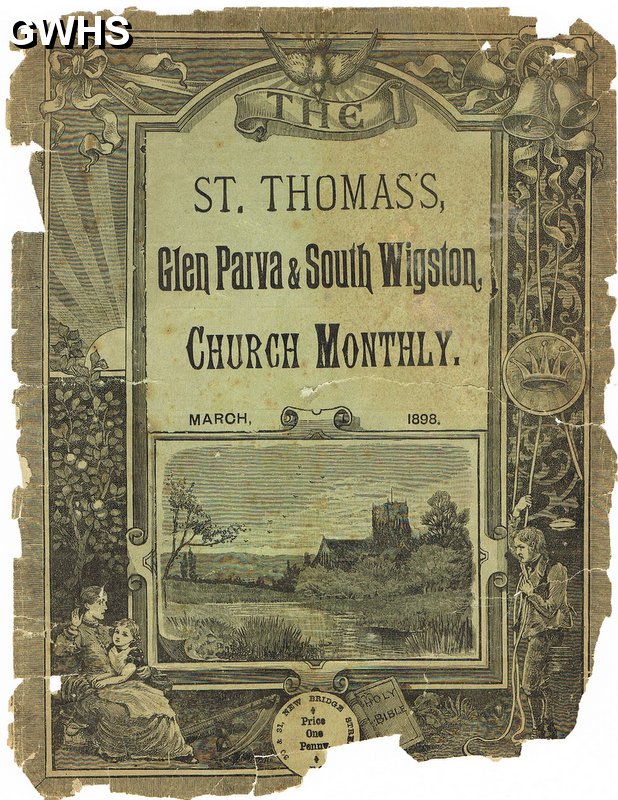 GWHS
THE
ST. THOMAS'S,
Glen Parva & South Wigston,
CHURCH MONTHLY.
MARCH, 1898.
& 31, NEW BRIDGE
Price
One
Penny.
HOLY
BIBLE